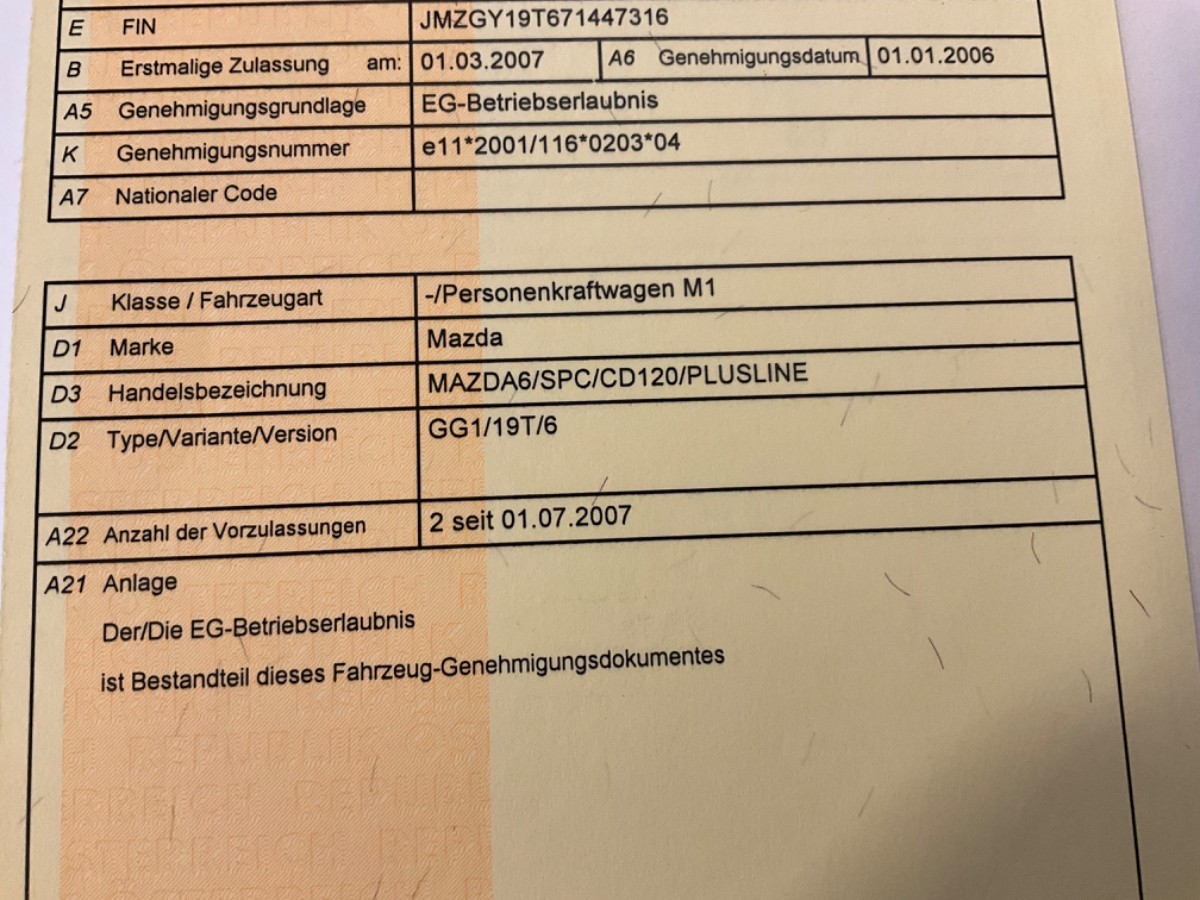 E FIN JMZGY19T671447316
B Erstmalige Zulassung am: 01.03.2007 A6 Genehmigungsdatum 01.01.2006
A5 Genehmigungsgrundlage EG-Betriebserlaubnis
K Genehmigungsnummer e11*2001/116*0203*04
A7 Nationaler Code
J Klasse / Fahrzeugart -/Personenkraftwagen M1
D1 Marke Mazda
D3 Handelsbezeichnung MAZDA6/SPC/CD120/PLUSLINE
D2 Type/Variante/Version GG1/19T/6
A22 Anzahl der Vorzulassungen 2 seit 01.07.2007
A21 Anlage
Der/Die EG-Betriebserlaubnis
ist Bestandteil dieses Fahrzeug-Genehmigungsdokumentes